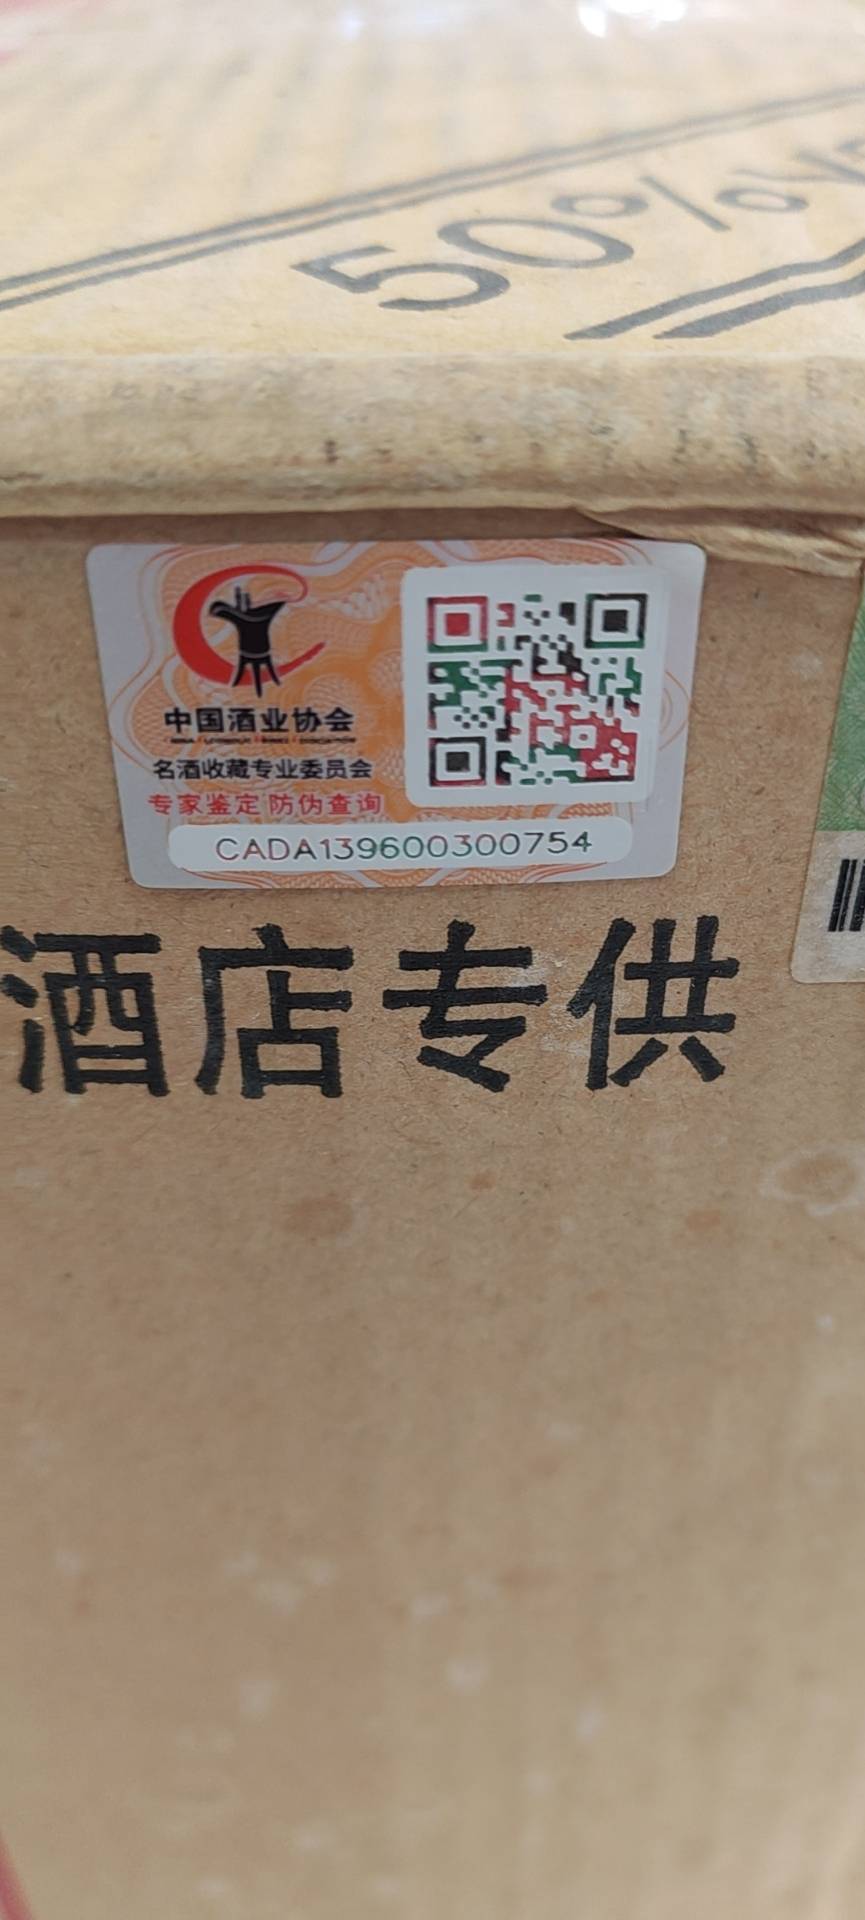 50%
中国酒业协会
名酒收藏专业委员会
专家鉴定 防伪查询
CADA139600300754
酒店专供